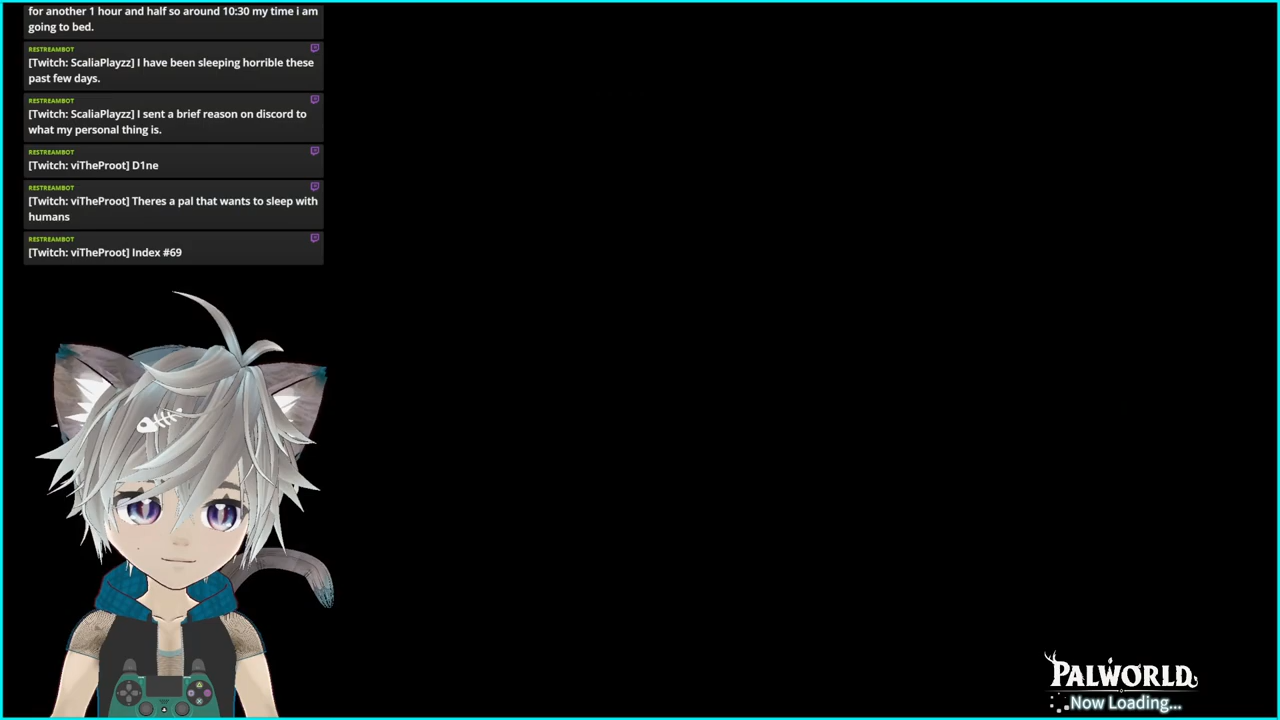 for another 1 hour and half so around 10:30 my time i am
going to bed.
RESTREAMBOT
[Twitch: ScaliaPlayzz] I have been sleeping horrible these
past few days.
RESTREAMBOT
[Twitch: ScaliaPlayzz] I sent a brief reason on discord to
what my personal thing is.
RESTREAMBOT
[Twitch: viTheProot] D1ne
RESTREAMBOT
[Twitch: viTheProot] Theres a pal that wants to sleep with
humans
RESTREAMBOT
[Twitch: viTheProot] Index #69
PALWORLD
Now Loading...